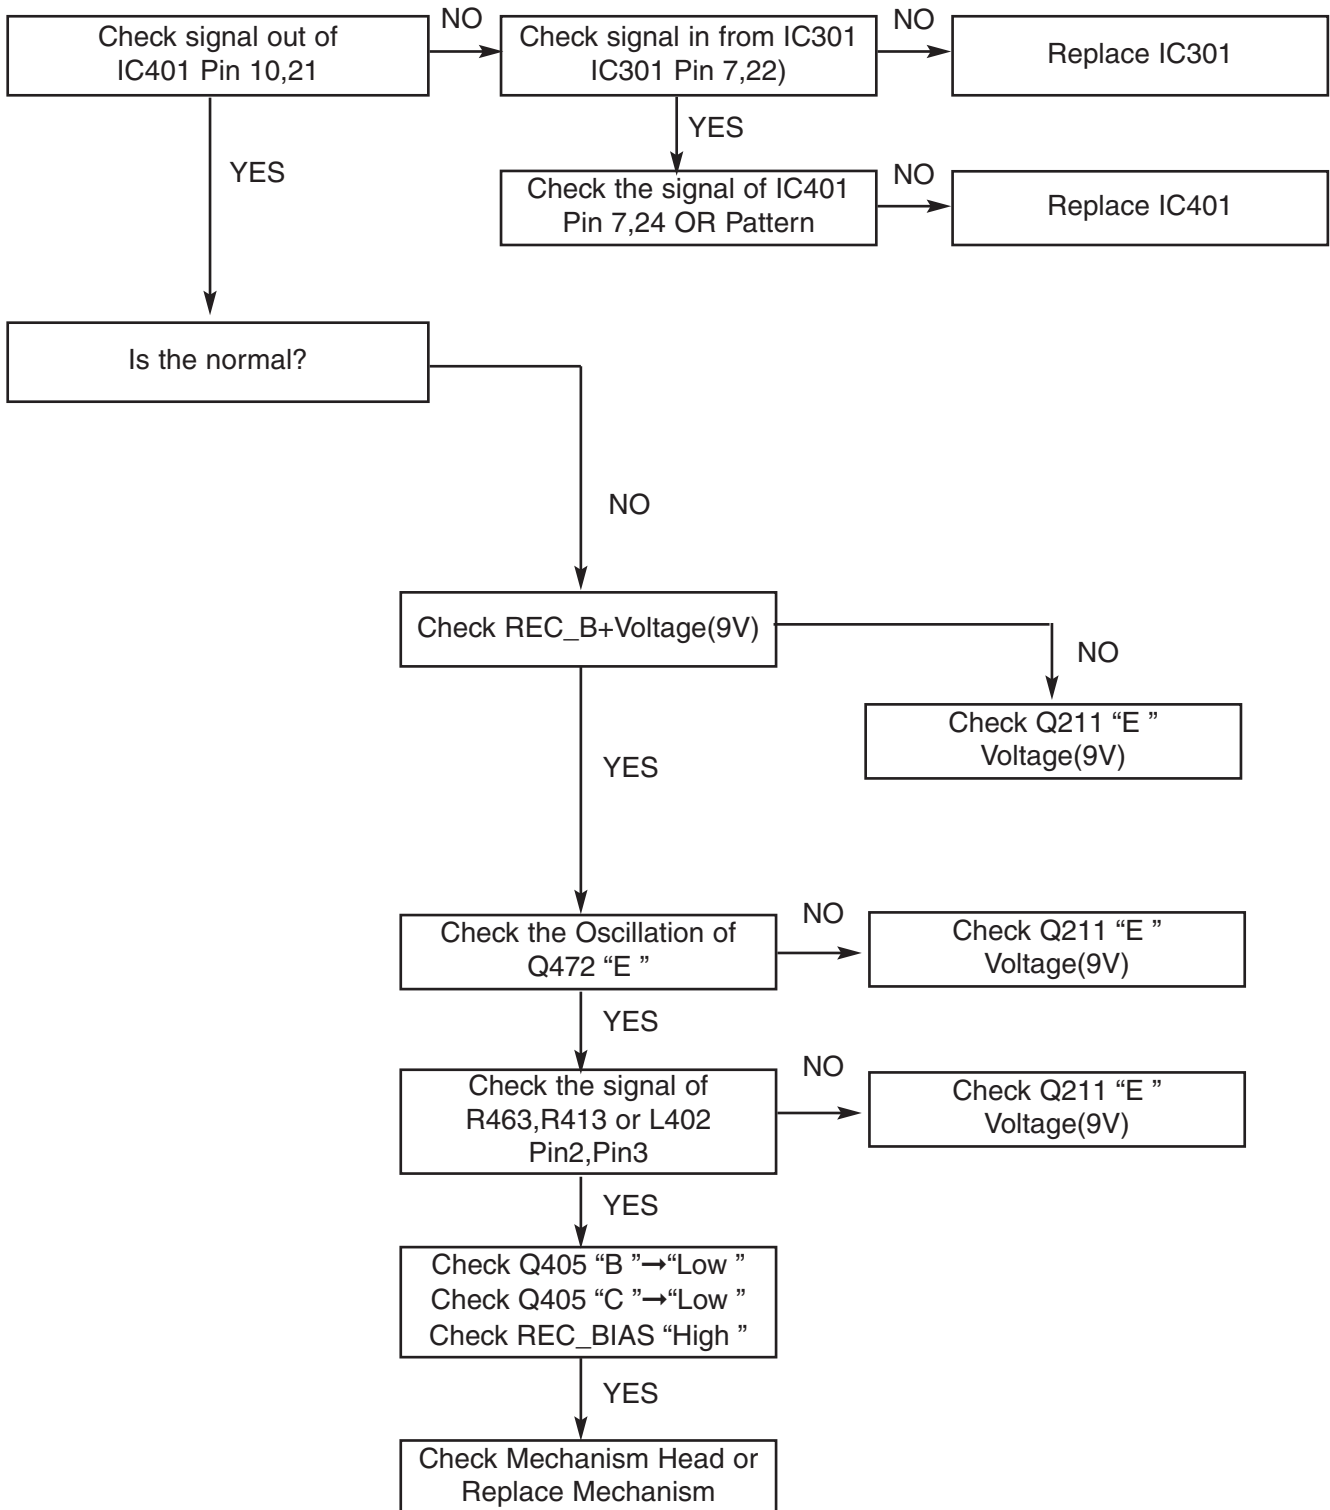 Check signal out of
IC401 Pin 10,21
NO
Check signal in from IC301
IC301 Pin 7,22)
NO
Replace IC301
YES
YES
Check the signal of IC401
Pin 7,24 OR Pattern
NO
Replace IC401
Is the normal?
NO
Check REC_B+Voltage(9V)
NO
Check Q211 “E ”
Voltage(9V)
YES
Check the Oscillation of
Q472 “E ”
NO
Check Q211 “E ”
Voltage(9V)
YES
Check the signal of
R463,R413 or L402
Pin2,Pin3
NO
Check Q211 “E ”
Voltage(9V)
YES
Check Q405 “B ”→“Low ”
Check Q405 “C ”→“Low ”
Check REC_BIAS “High ”
YES
Check Mechanism Head or
Replace Mechanism